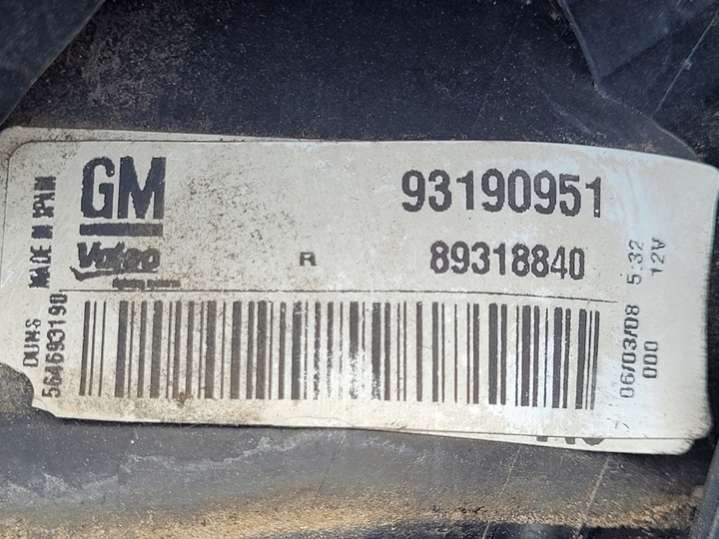 GM 93190951
Valeo R 89318840
MADE IN SPAIN
DUNS
564693190
06/03/08 5:32
000 12V